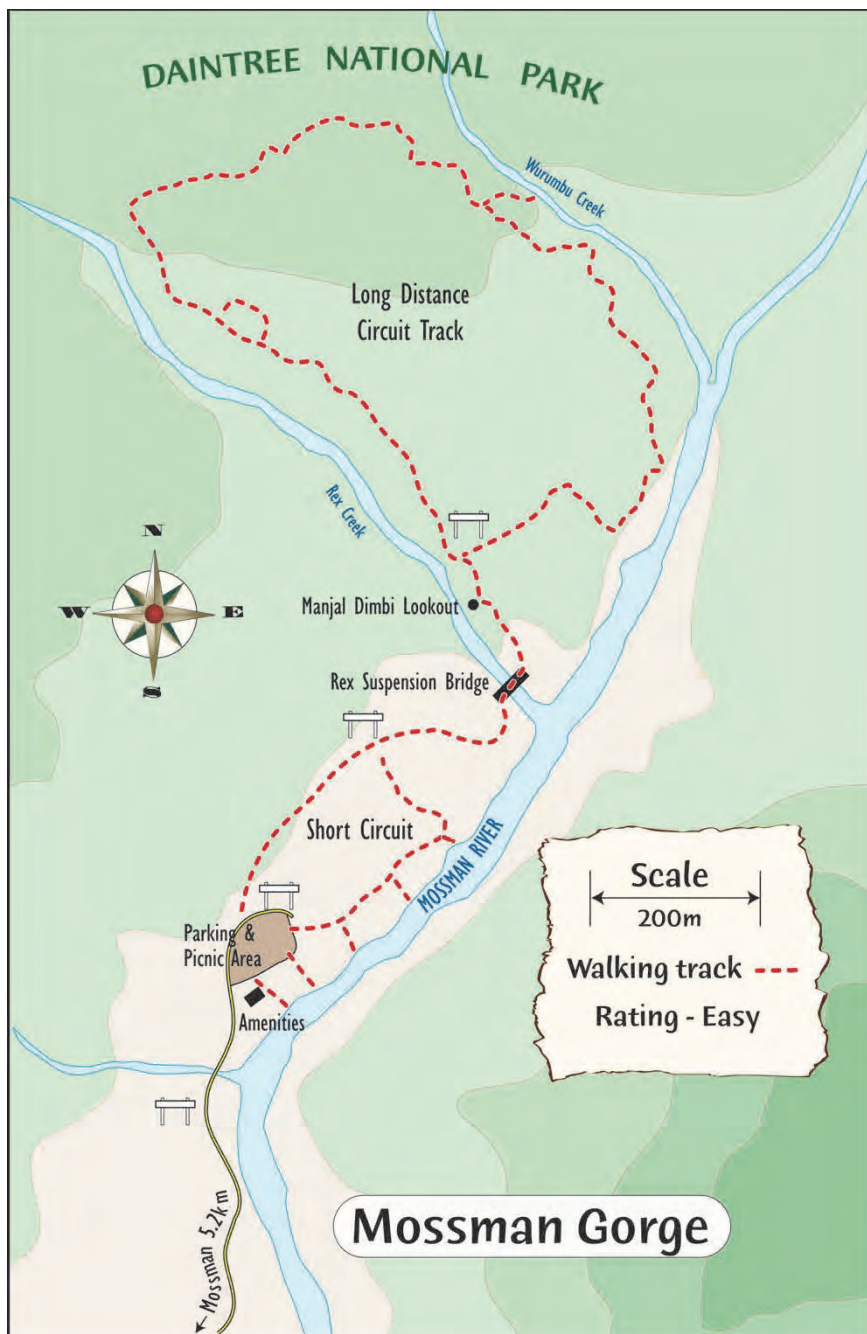 DAINTREE NATIONAL PARK
Wurumbu Creek
Long Distance
Circuit Track
Rex Creek
N
W
E
S
Manjal Dimbi Lookout
Rex Suspension Bridge
Short Circuit
MOSSMAN RIVER
Parking &
Picnic Area
Amenities
Scale
200m
Walking track
Rating - Easy
Mossman 5.2km
Mossman Gorge